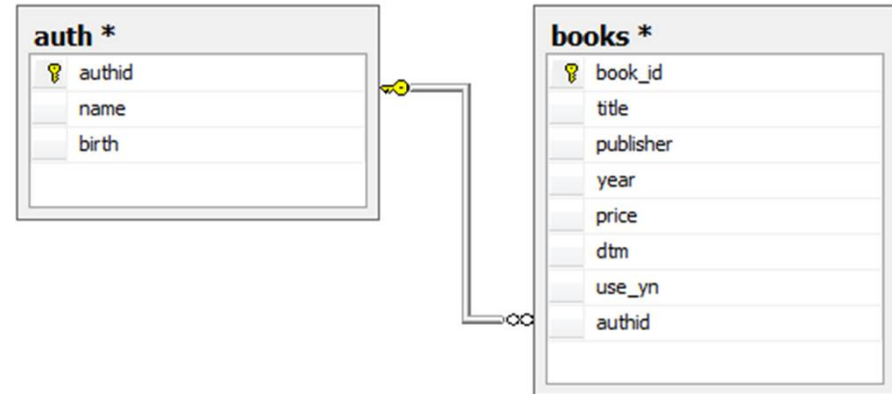 auth *
authid
name
birth
books *
book_id
title
publisher
year
price
dtm
use_yn
authid